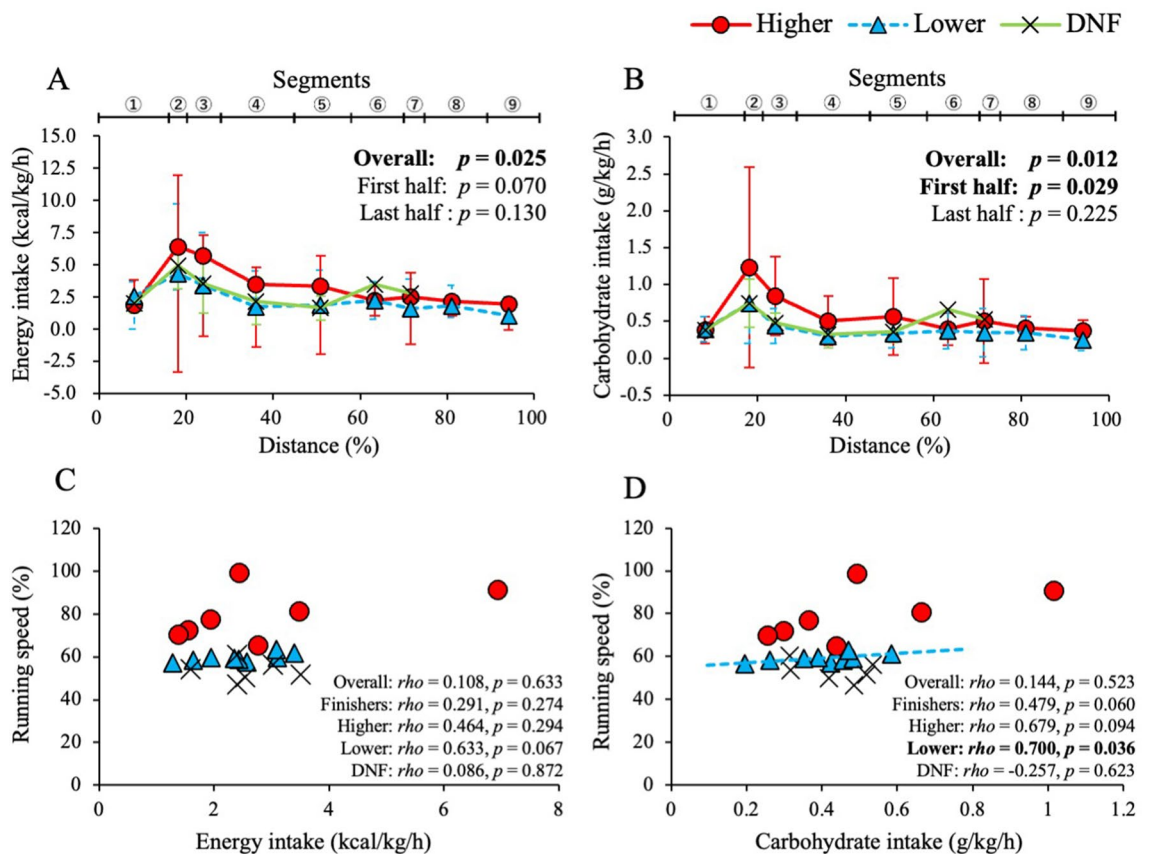 Higher Lower DNF
A
Segments
① ② ③ ④ ⑤ ⑥ ⑦ ⑧ ⑨
Energy intake (kcal/kg/h)
15.0
12.5
10.0
7.5
5.0
2.5
0.0
-2.5
-5.0
Overall: p = 0.025
First half: p = 0.070
Last half : p = 0.130
0 20 40 60 80 100
Distance (%)
B
Segments
① ② ③ ④ ⑤ ⑥ ⑦ ⑧ ⑨
Carbohydrate intake (g/kg/h)
3.0
2.5
2.0
1.5
1.0
0.5
0.0
-0.5
Overall: p = 0.012
First half: p = 0.029
Last half : p = 0.225
0 20 40 60 80 100
Distance (%)
C
Running speed (%)
120
100
80
60
40
20
0
Overall: rho = 0.108, p = 0.633
Finishers: rho = 0.291, p = 0.274
Higher: rho = 0.464, p = 0.294
Lower: rho = 0.633, p = 0.067
DNF: rho = 0.086, p = 0.872
0 2 4 6 8
Energy intake (kcal/kg/h)
D
Running speed (%)
120
100
80
60
40
20
0
Overall: rho = 0.144, p = 0.523
Finishers: rho = 0.479, p = 0.060
Higher: rho = 0.679, p = 0.094
Lower: rho = 0.700, p = 0.036
DNF: rho = -0.257, p = 0.623
0 0.2 0.4 0.6 0.8 1 1.2
Carbohydrate intake (g/kg/h)